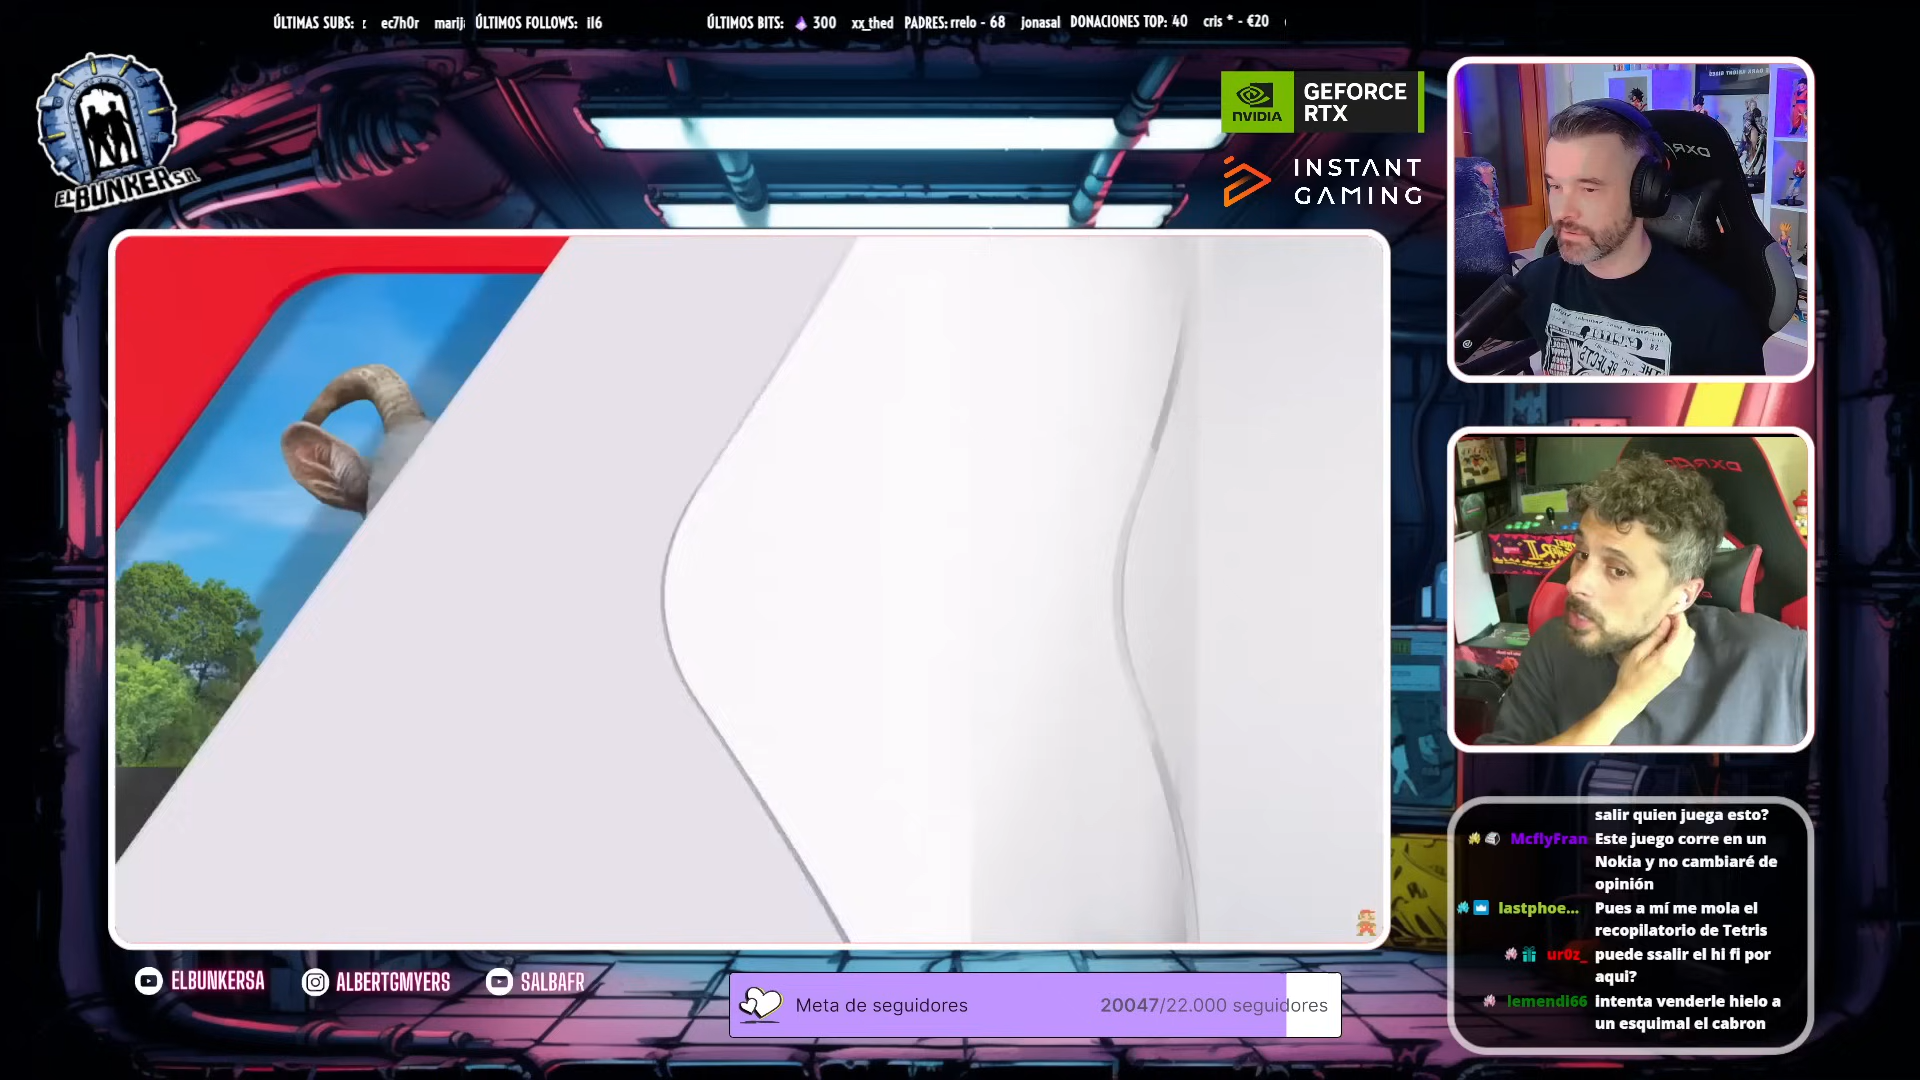 ÚLTIMAS SUBS: ec7h0r marij ÚLTIMOS FOLLOWS: il6 ÚLTIMOS BITS: 300 xx_thed PADRES: rrelo - 68 jonasal DONACIONES TOP: 40 cris * - €20
EL BUNKER S.A.
NVIDIA
GEFORCE
RTX
INSTANT
GAMING
salir quien juega esto?
McflyFran Este juego corre en un
Nokia y no cambiaré de
opinión
lastphoe... Pues a mí me mola el
recopilatorio de Tetris
ur0z_ puede ssalir el hi fi por
aqui?
lemendi66 intenta venderle hielo a
un esquimal el cabron
ELBUNKERSA
ALBERTGMYERS
SALBAFR
Meta de seguidores
20047/22.000 seguidores